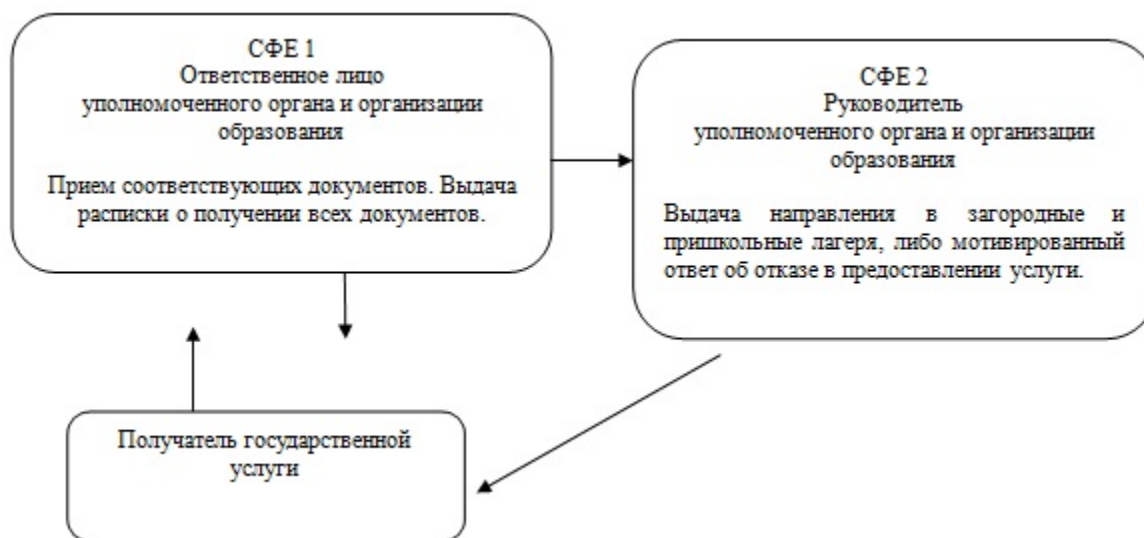 СФЕ 1
Ответственное лицо
уполномоченного органа и организации
образования
Прием соответствующих документов. Выдача
расписки о получении всех документов.
СФЕ 2
Руководитель
уполномоченного органа и организации
образования
Выдача направления в загородные и
пришкольные лагеря, либо мотивированный
ответ об отказе в предоставлении услуги.
Получатель государственной
услуги